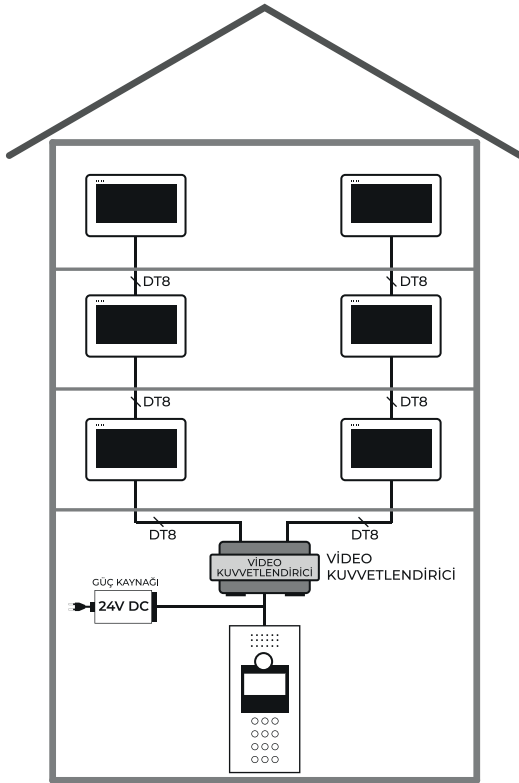 DT8
DT8
DT8
DT8
DT8
DT8
VİDEO
KUVVETLENDİRİCİ
VİDEO
KUVVETLENDİRİCİ
GÜÇ KAYNAĞI
24V DC